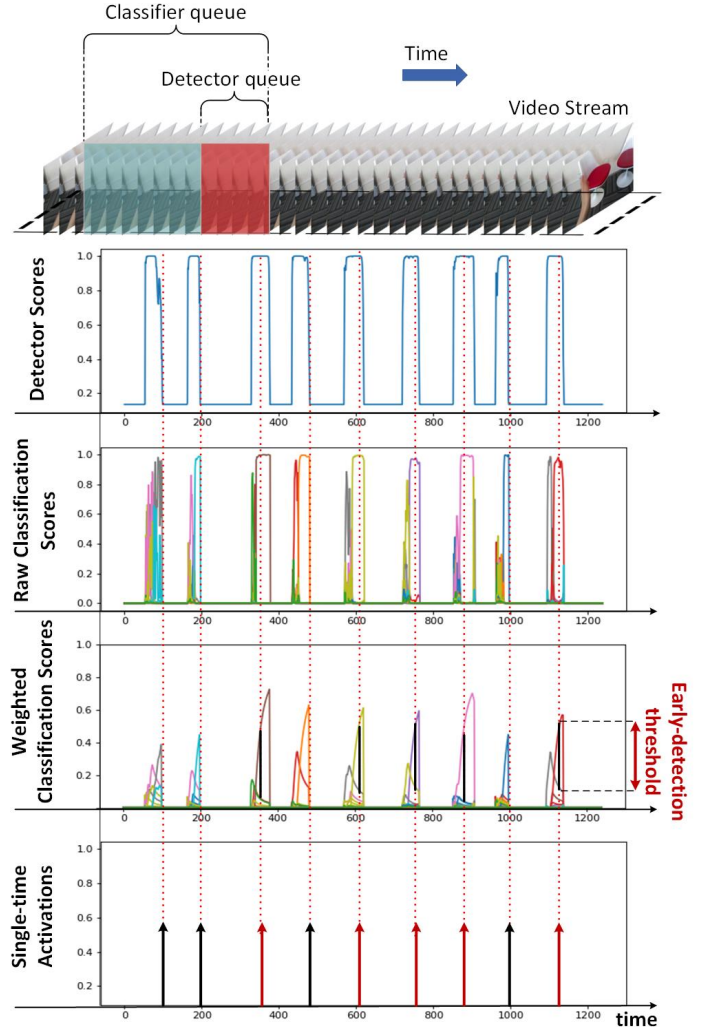 Classifier queue
Time
Detector queue
Video Stream
Detector Scores
1.0
0.8
0.6
0.4
0.2
0 200 400 600 800 1000 1200
Raw Classification
Scores
1.0
0.8
0.6
0.4
0.2
0.0
0 200 400 600 800 1000 1200
Weighted
Classification Scores
1.0
0.8
0.6
0.4
0.2
0 200 400 600 800 1000 1200
Early-detection
threshold
Single-time
Activations
1.0
0.8
0.6
0.4
0.2
0 200 400 600 800 1000 1200
time